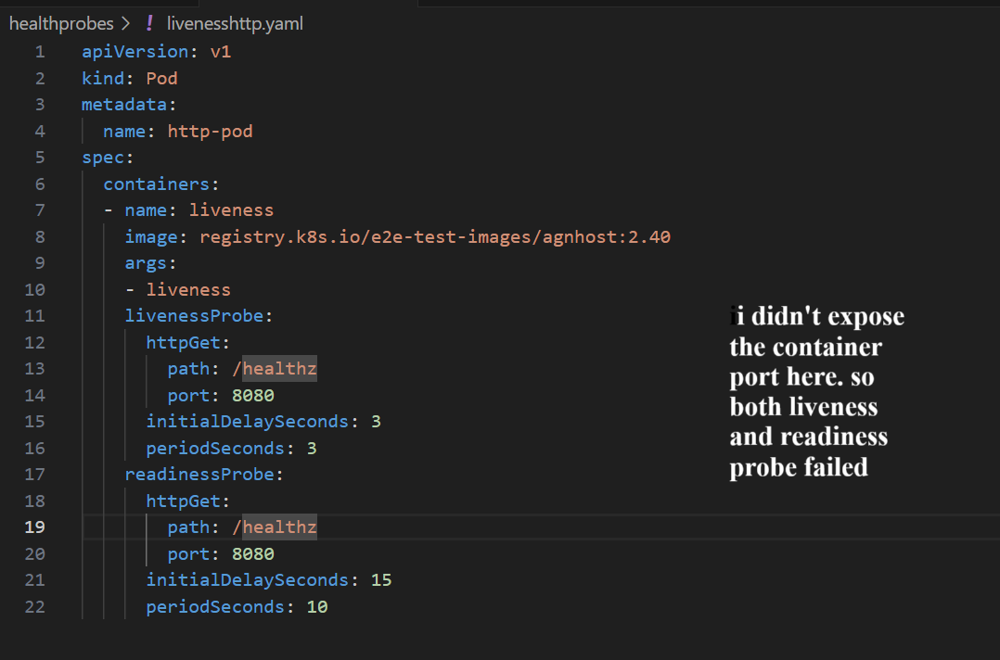 healthprobes > ! livenesshttp.yaml
1 apiVersion: v1
2 kind: Pod
3 metadata:
4   name: http-pod
5 spec:
6   containers:
7   - name: liveness
8     image: registry.k8s.io/e2e-test-images/agnhost:2.40
9     args:
10     - liveness
11     livenessProbe:
12       httpGet:
13         path: /healthz
14         port: 8080
15       initialDelaySeconds: 3
16       periodSeconds: 3
17     readinessProbe:
18       httpGet:
19         path: /healthz
20         port: 8080
21       initialDelaySeconds: 15
22       periodSeconds: 10
ii didn't expose
the container
port here. so
both liveness
and readiness
probe failed